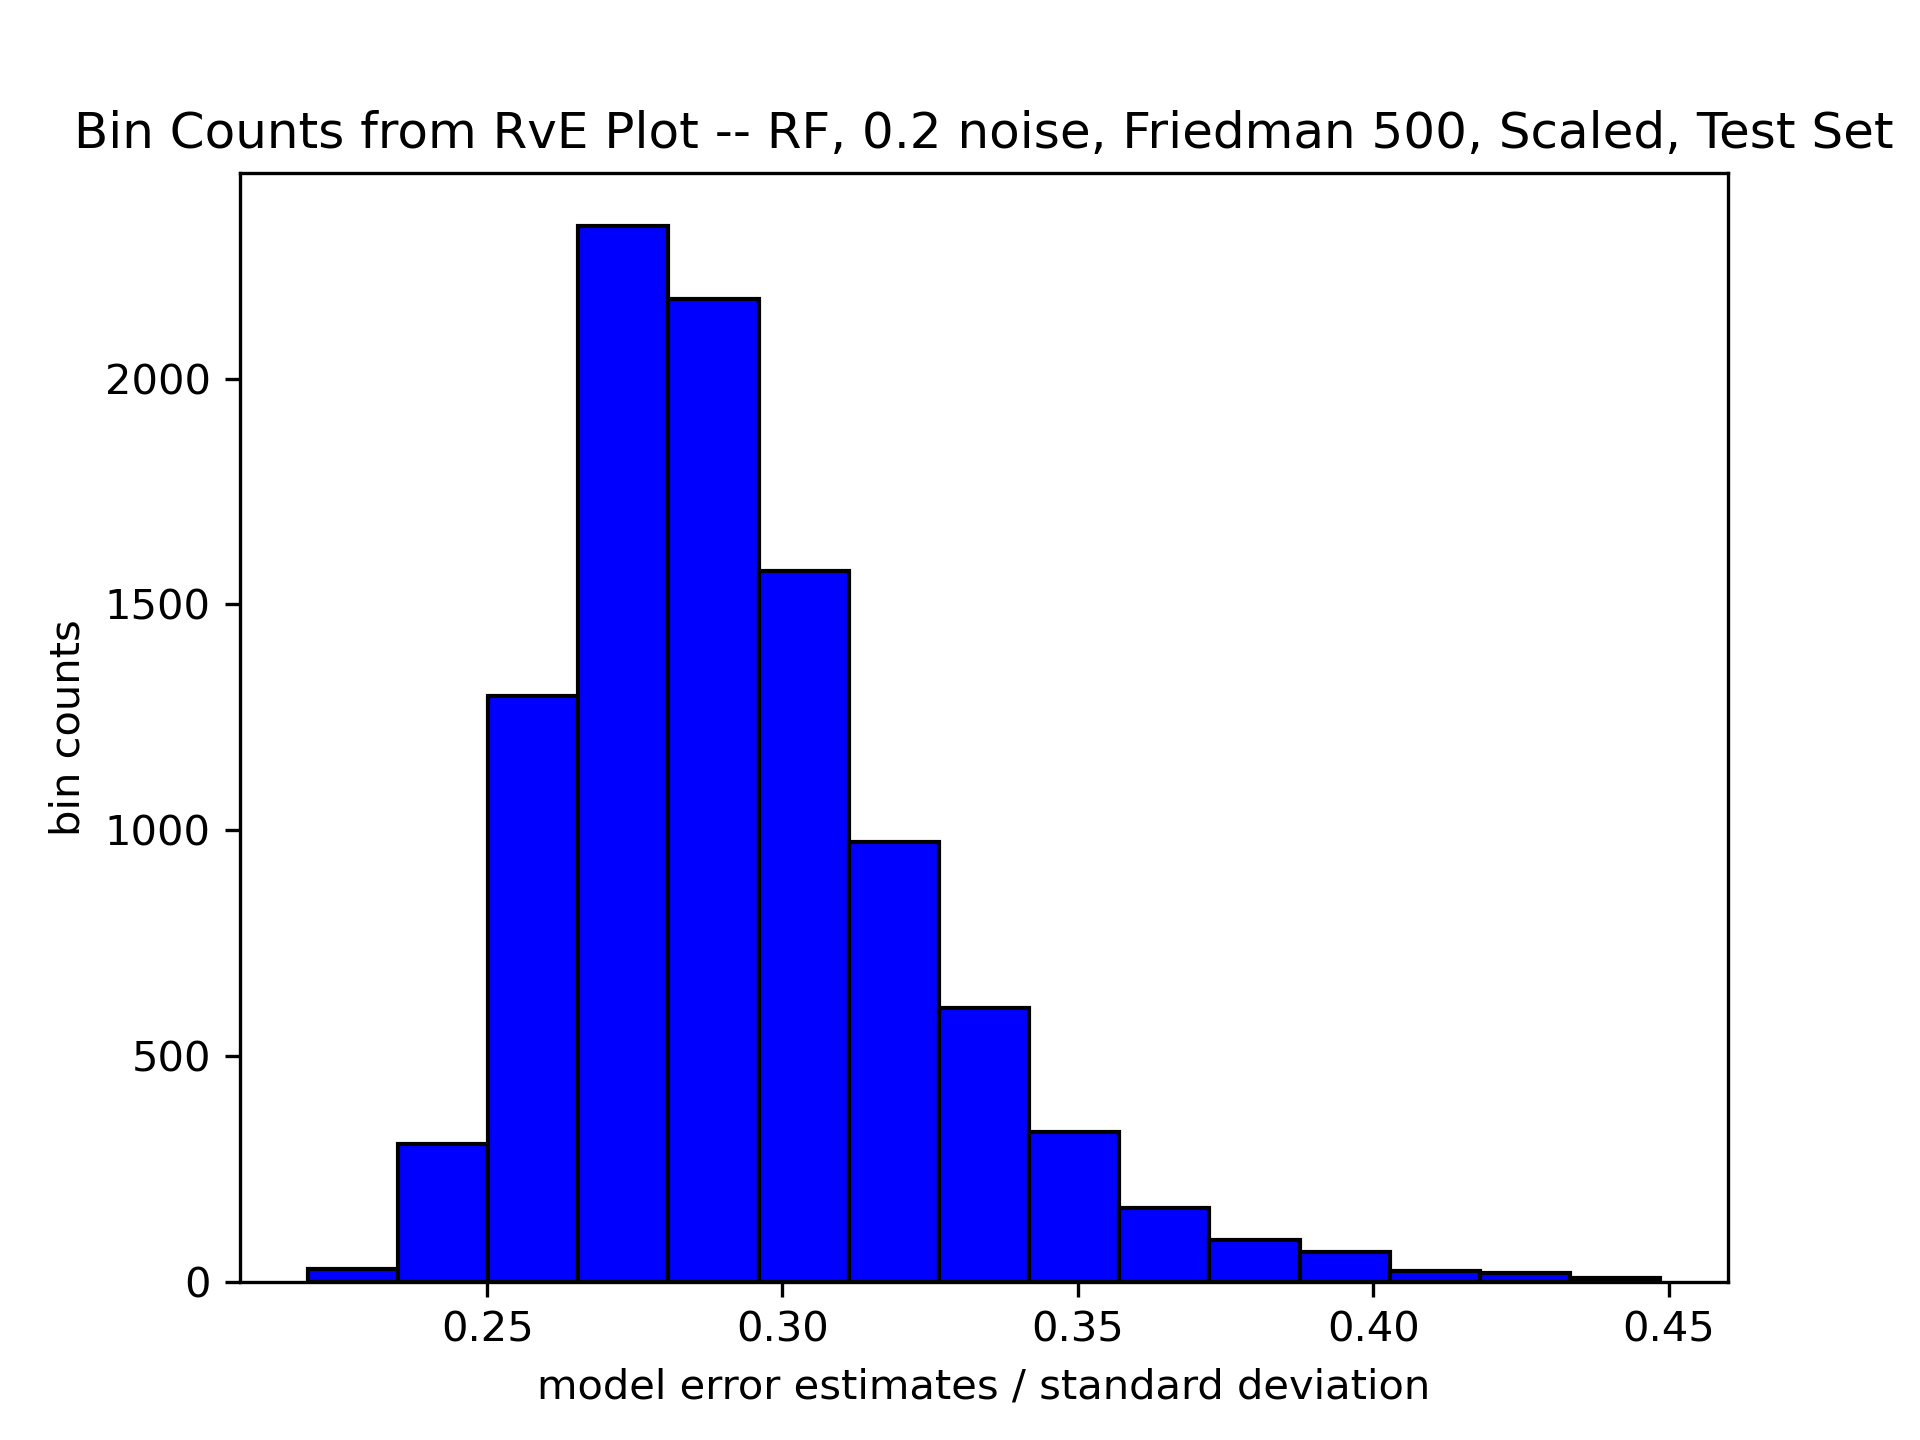 Bin Counts from RvE Plot -- RF, 0.2 noise, Friedman 500, Scaled, Test Set
2000
1500
1000
500
0
bin counts
0.25 0.30 0.35 0.40 0.45
model error estimates / standard deviation